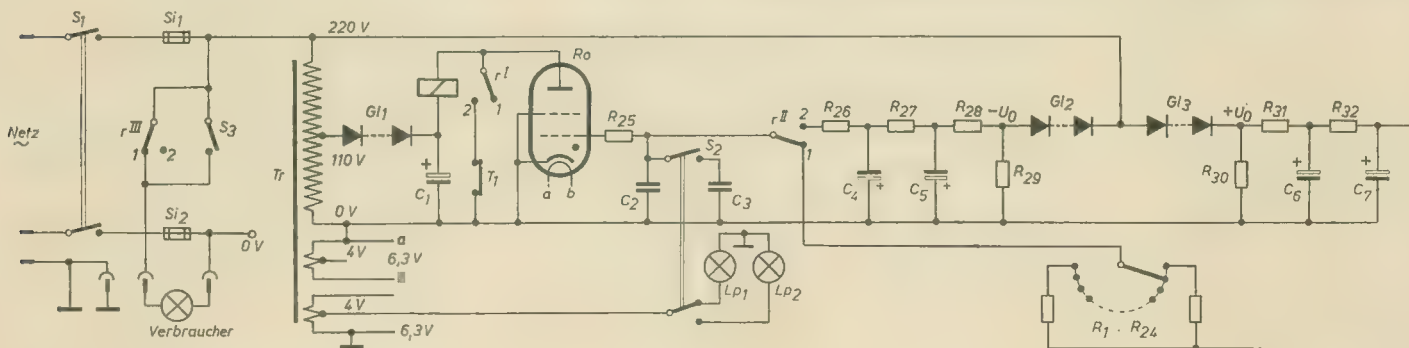 S1
Si1
220 V
Netz
~
rIII
1
2
S3
Si2
0 V
Verbraucher
Tr
Gl1
110 V
+
C1
rI
2
1
T1
Rö
a b
R25
S2
C2
C3
rII
2
1
R26
R27
R28
-U0
Gl2
Gl3
+U0
R31
R32
C4 +
C5 +
R29
R30
+
C6
+
C7
0 V
a
4V
6,3V
4V
6,3V
Lp1
Lp2
R1 - R24